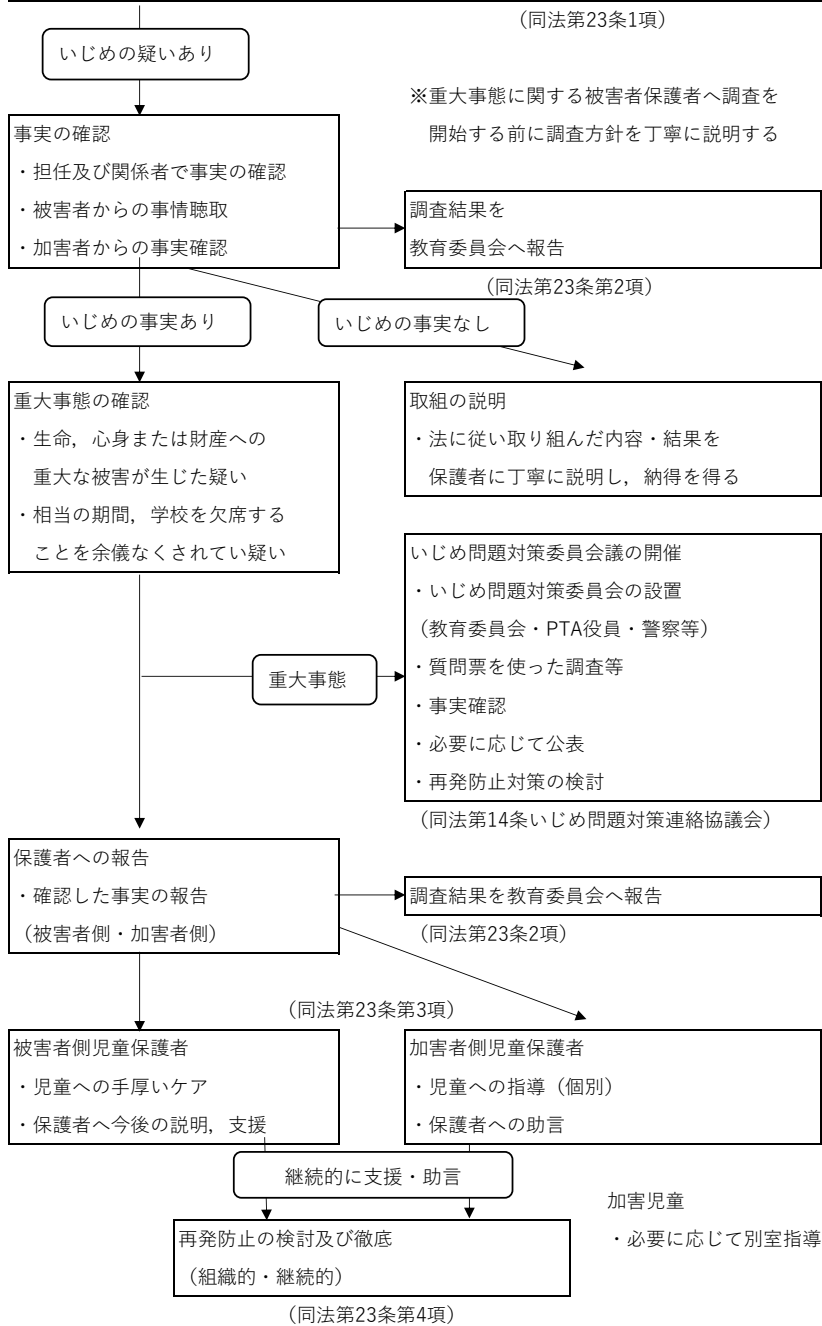 （同法第23条1項）
いじめの疑いあり
※重大事態に関する被害者保護者へ調査を
開始する前に調査方針を丁寧に説明する
事実の確認
・担任及び関係者で事実の確認
・被害者からの事情聴取
・加害者からの事実確認
調査結果を
教育委員会へ報告
（同法第23条第2項）
いじめの事実あり
いじめの事実なし
重大事態の確認
・生命，心身または財産への
重大な被害が生じた疑い
・相当の期間，学校を欠席する
ことを余儀なくされてい疑い
取組の説明
・法に従い取り組んだ内容・結果を
保護者に丁寧に説明し，納得を得る
いじめ問題対策委員会議の開催
・いじめ問題対策委員会の設置
（教育委員会・PTA役員・警察等）
・質問票を使った調査等
・事実確認
・必要に応じて公表
・再発防止対策の検討
重大事態
（同法第14条いじめ問題対策連絡協議会）
保護者への報告
・確認した事実の報告
（被害者側・加害者側）
調査結果を教育委員会へ報告
（同法第23条2項）
（同法第23条第3項）
被害者側児童保護者
・児童への手厚いケア
・保護者へ今後の説明，支援
加害者側児童保護者
・児童への指導（個別）
・保護者への助言
継続的に支援・助言
加害児童
・必要に応じて別室指導
再発防止の検討及び徹底
（組織的・継続的）
（同法第23条第4項）